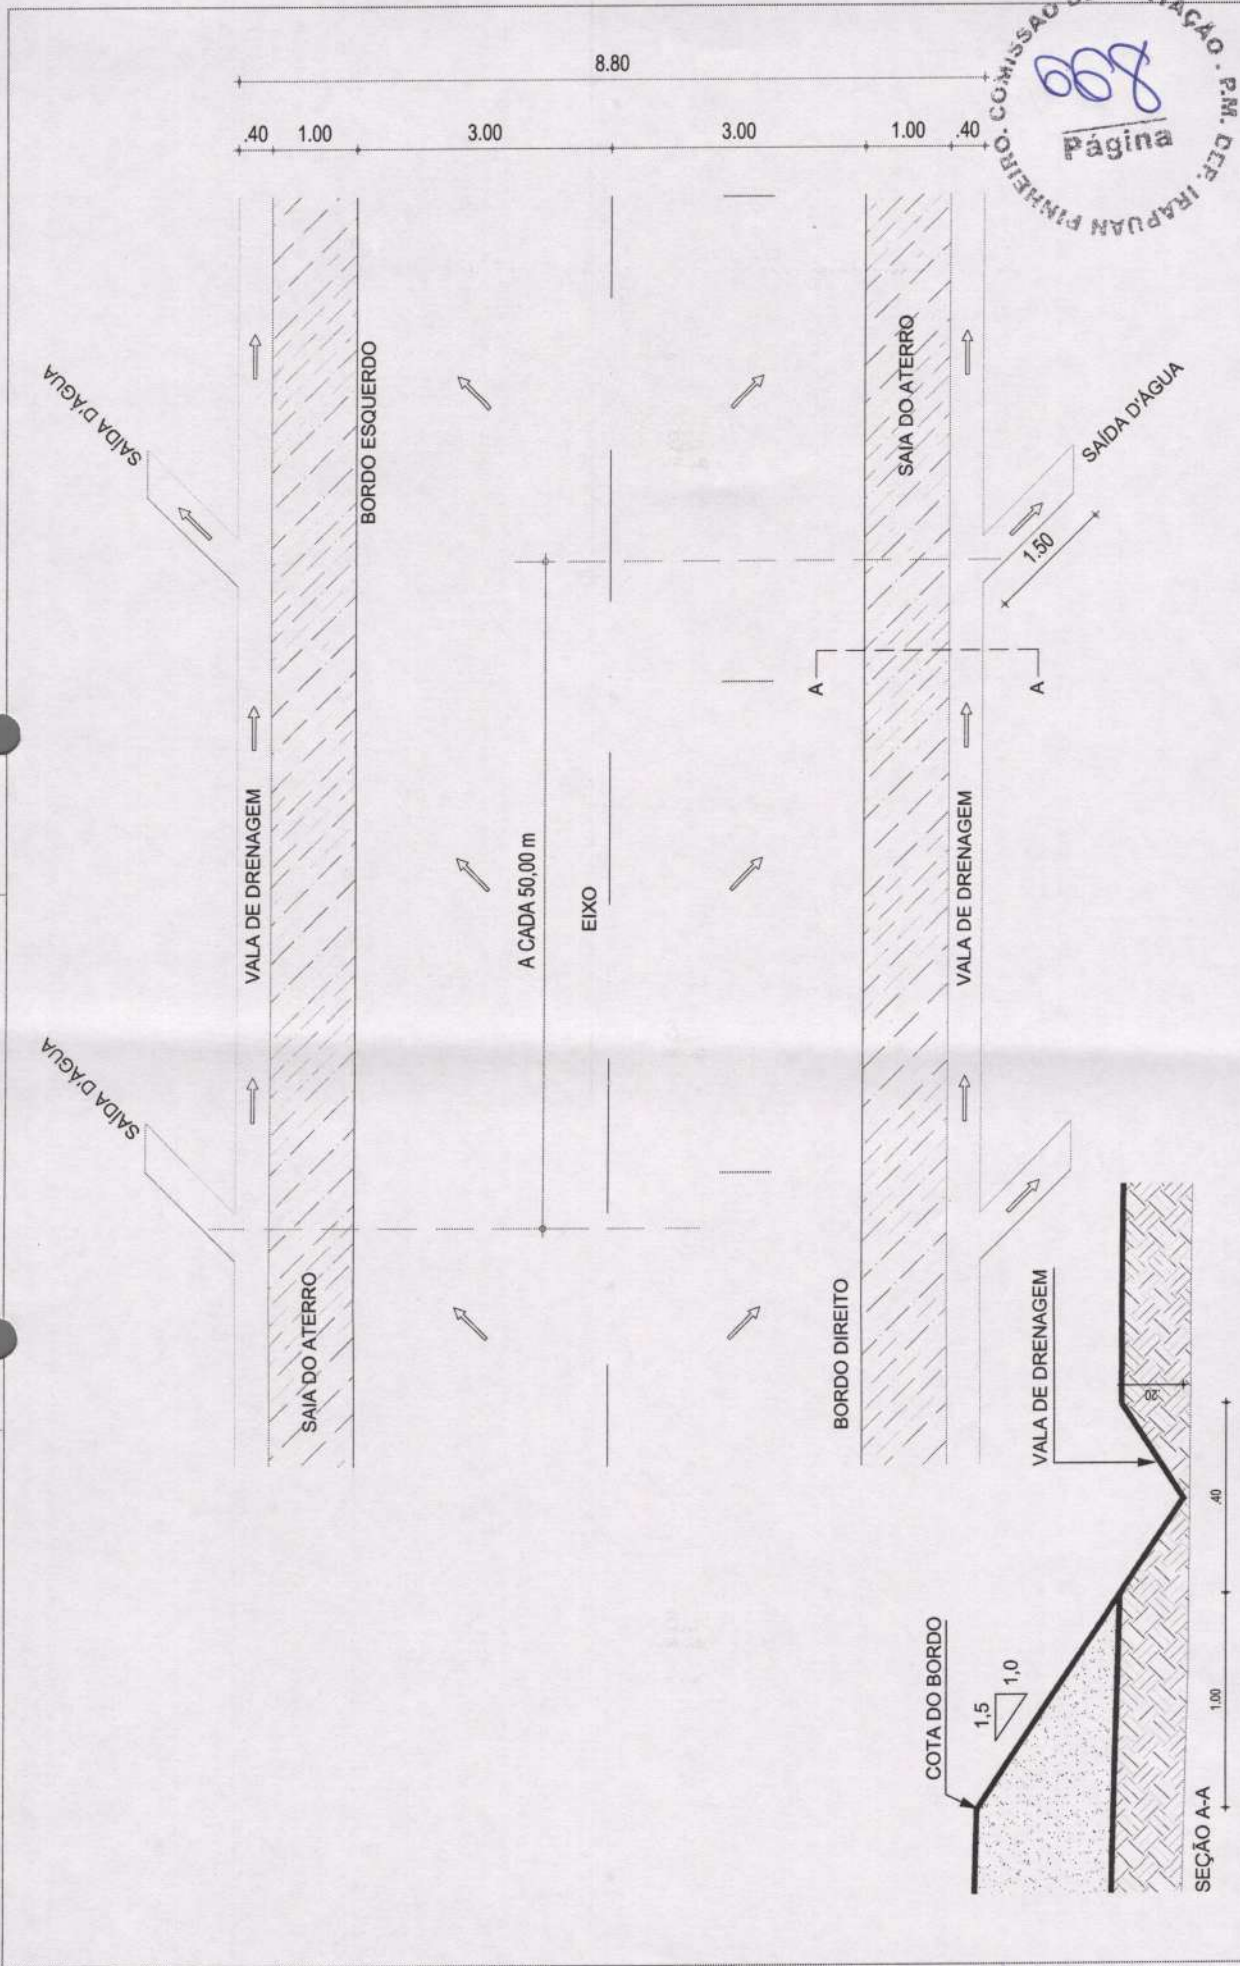 8.80
.40 1.00 3.00 3.00 1.00 .40
COMISSAO
AÇÃO - P.M. DEP. IRAPUAN PINHEIRO.
668
Página
SAÍDA D'ÁGUA
SAÍDA D'ÁGUA
VALA DE DRENAGEM
BORDO ESQUERDO
SAIA DO ATERRO
A CADA 50,00 m
EIXO
SAIA DO ATERRO
BORDO DIREITO
VALA DE DRENAGEM
SAÍDA D'ÁGUA
1.50
A
A
COTA DO BORDO
1,5
1,0
VALA DE DRENAGEM
.20
1.00
.40
SEÇÃO A-A